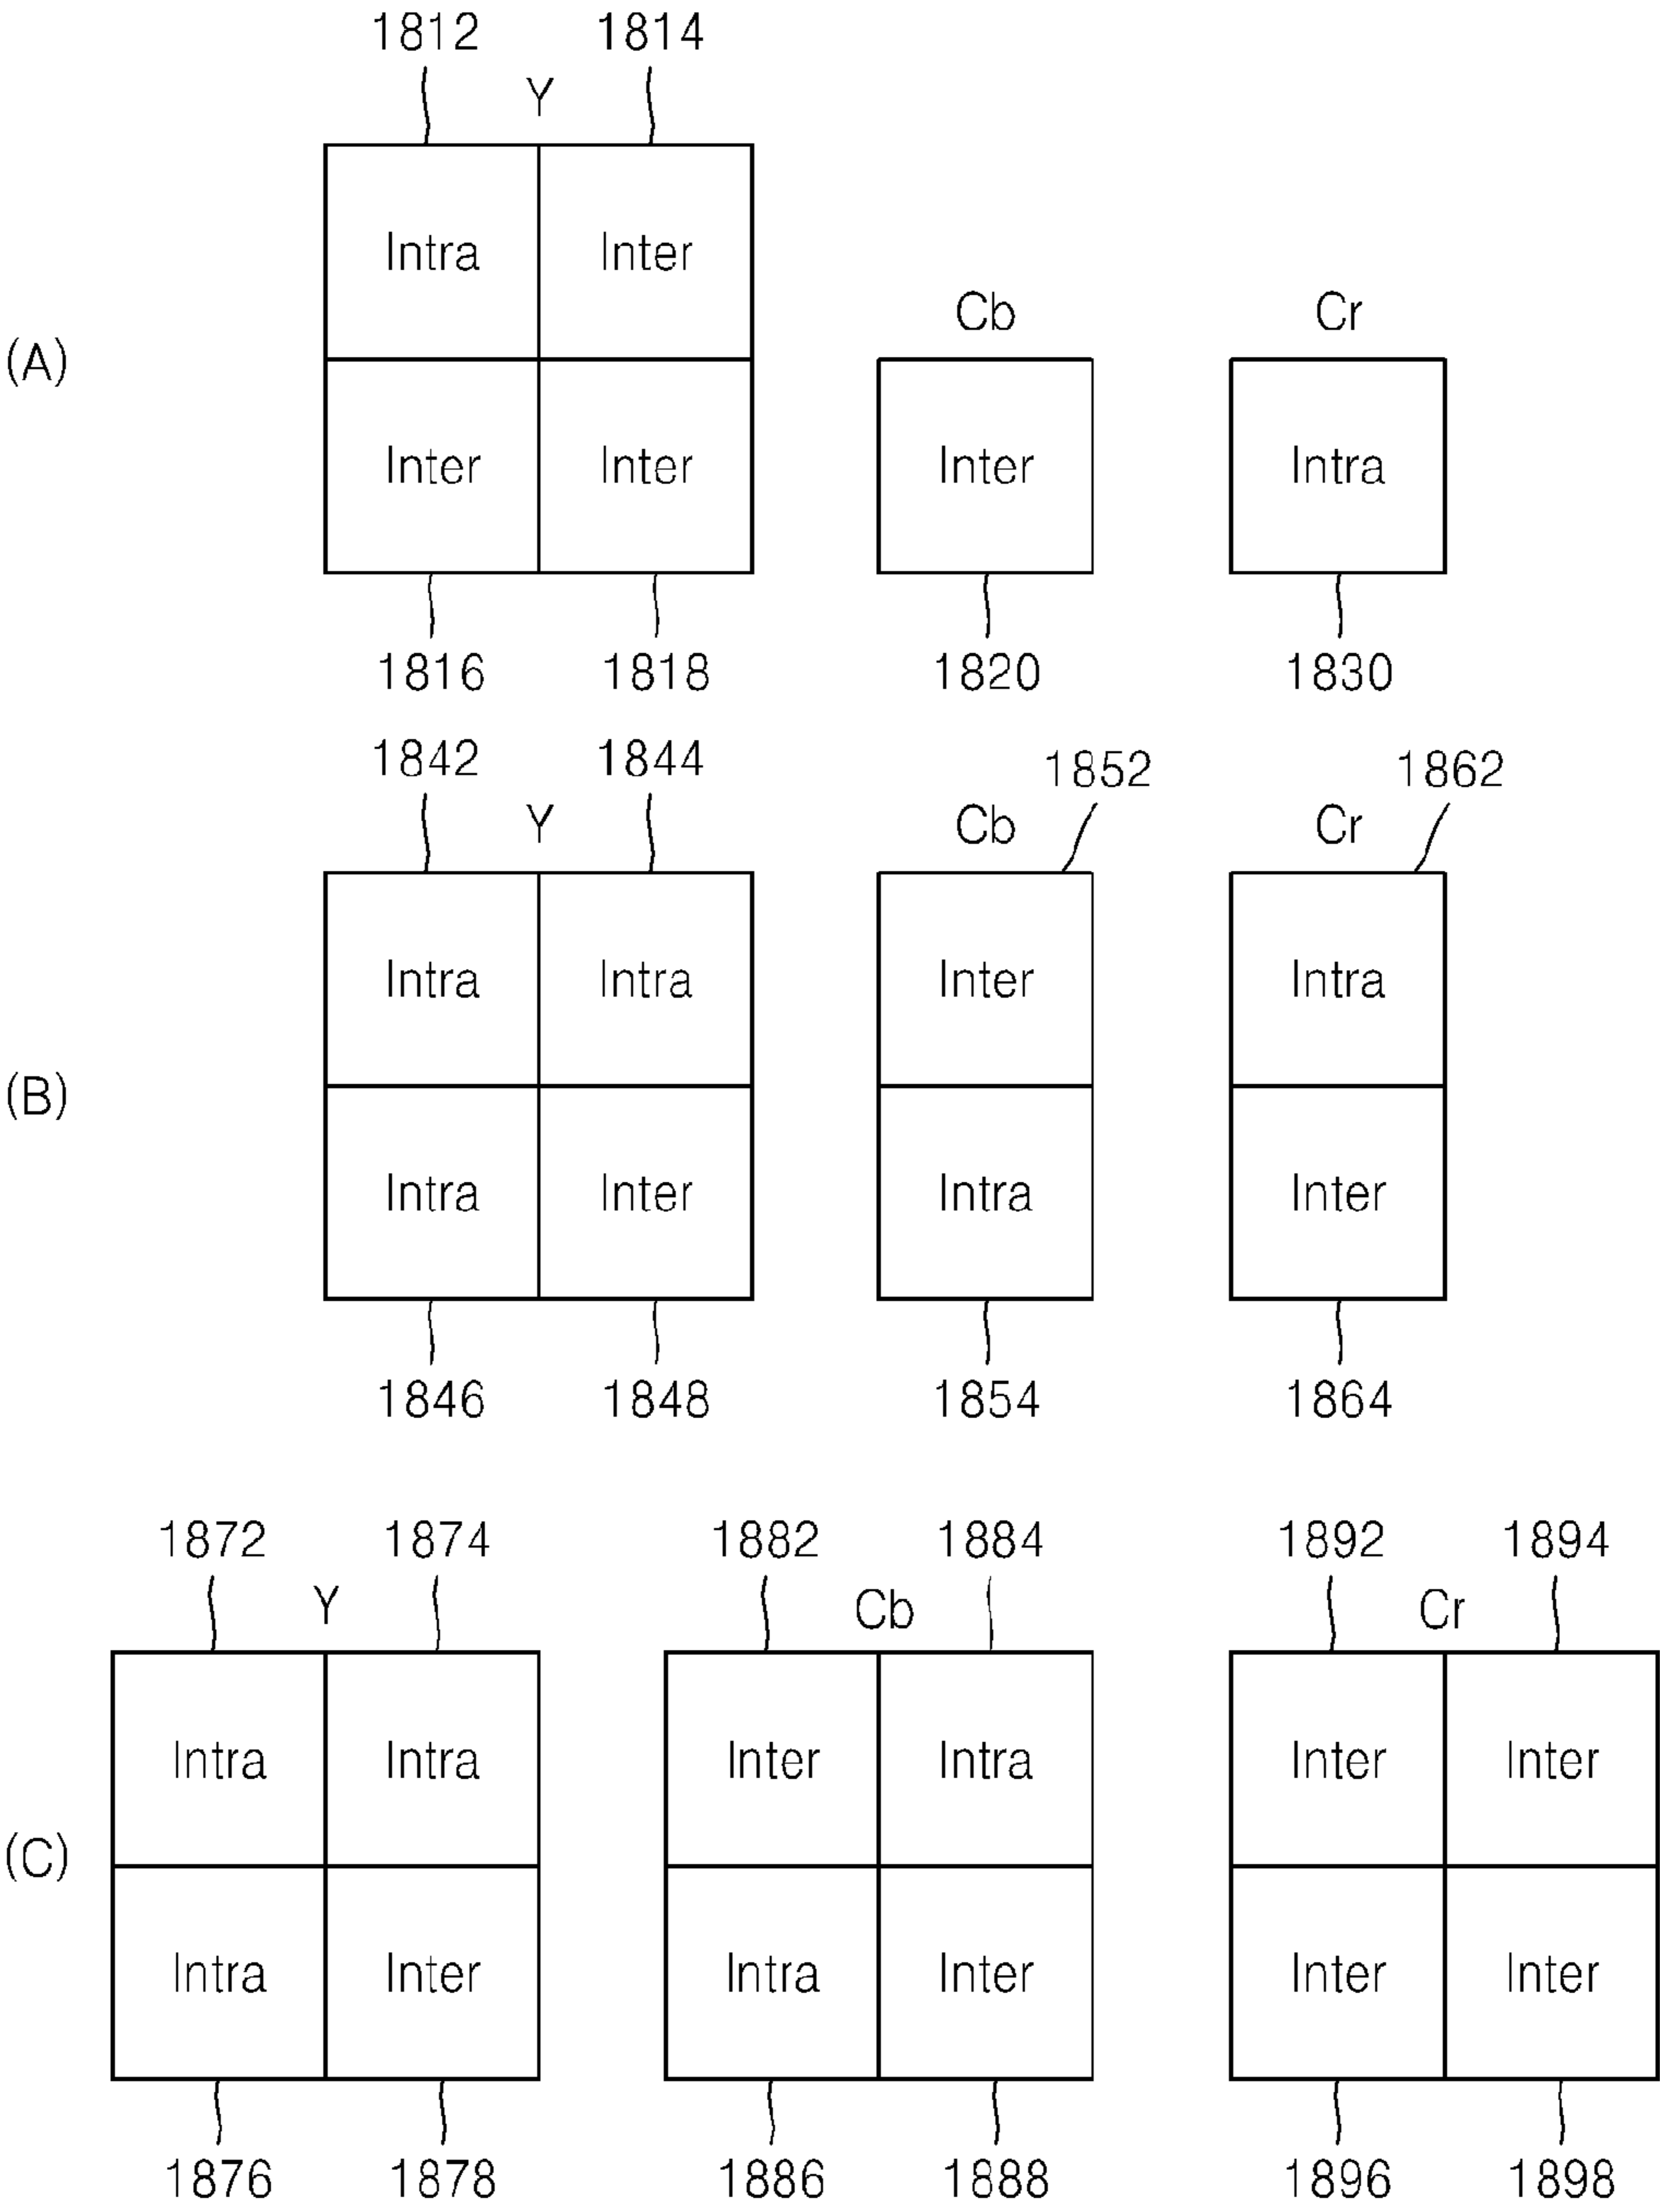 1812 1814
Y
Intra Inter
Cb Cr
(A)
Inter Inter Inter Intra
1816 1818 1820 1830
1842 1844 1852 1862
Y Cb Cr
Intra Intra Inter Intra
(B)
Intra Inter Intra Inter
1846 1848 1854 1864
1872 1874 1882 1884 1892 1894
Y Cb Cr
Intra Intra Inter Intra Inter Inter
(C)
Intra Inter Intra Inter Inter Inter
1876 1878 1886 1888 1896 1898